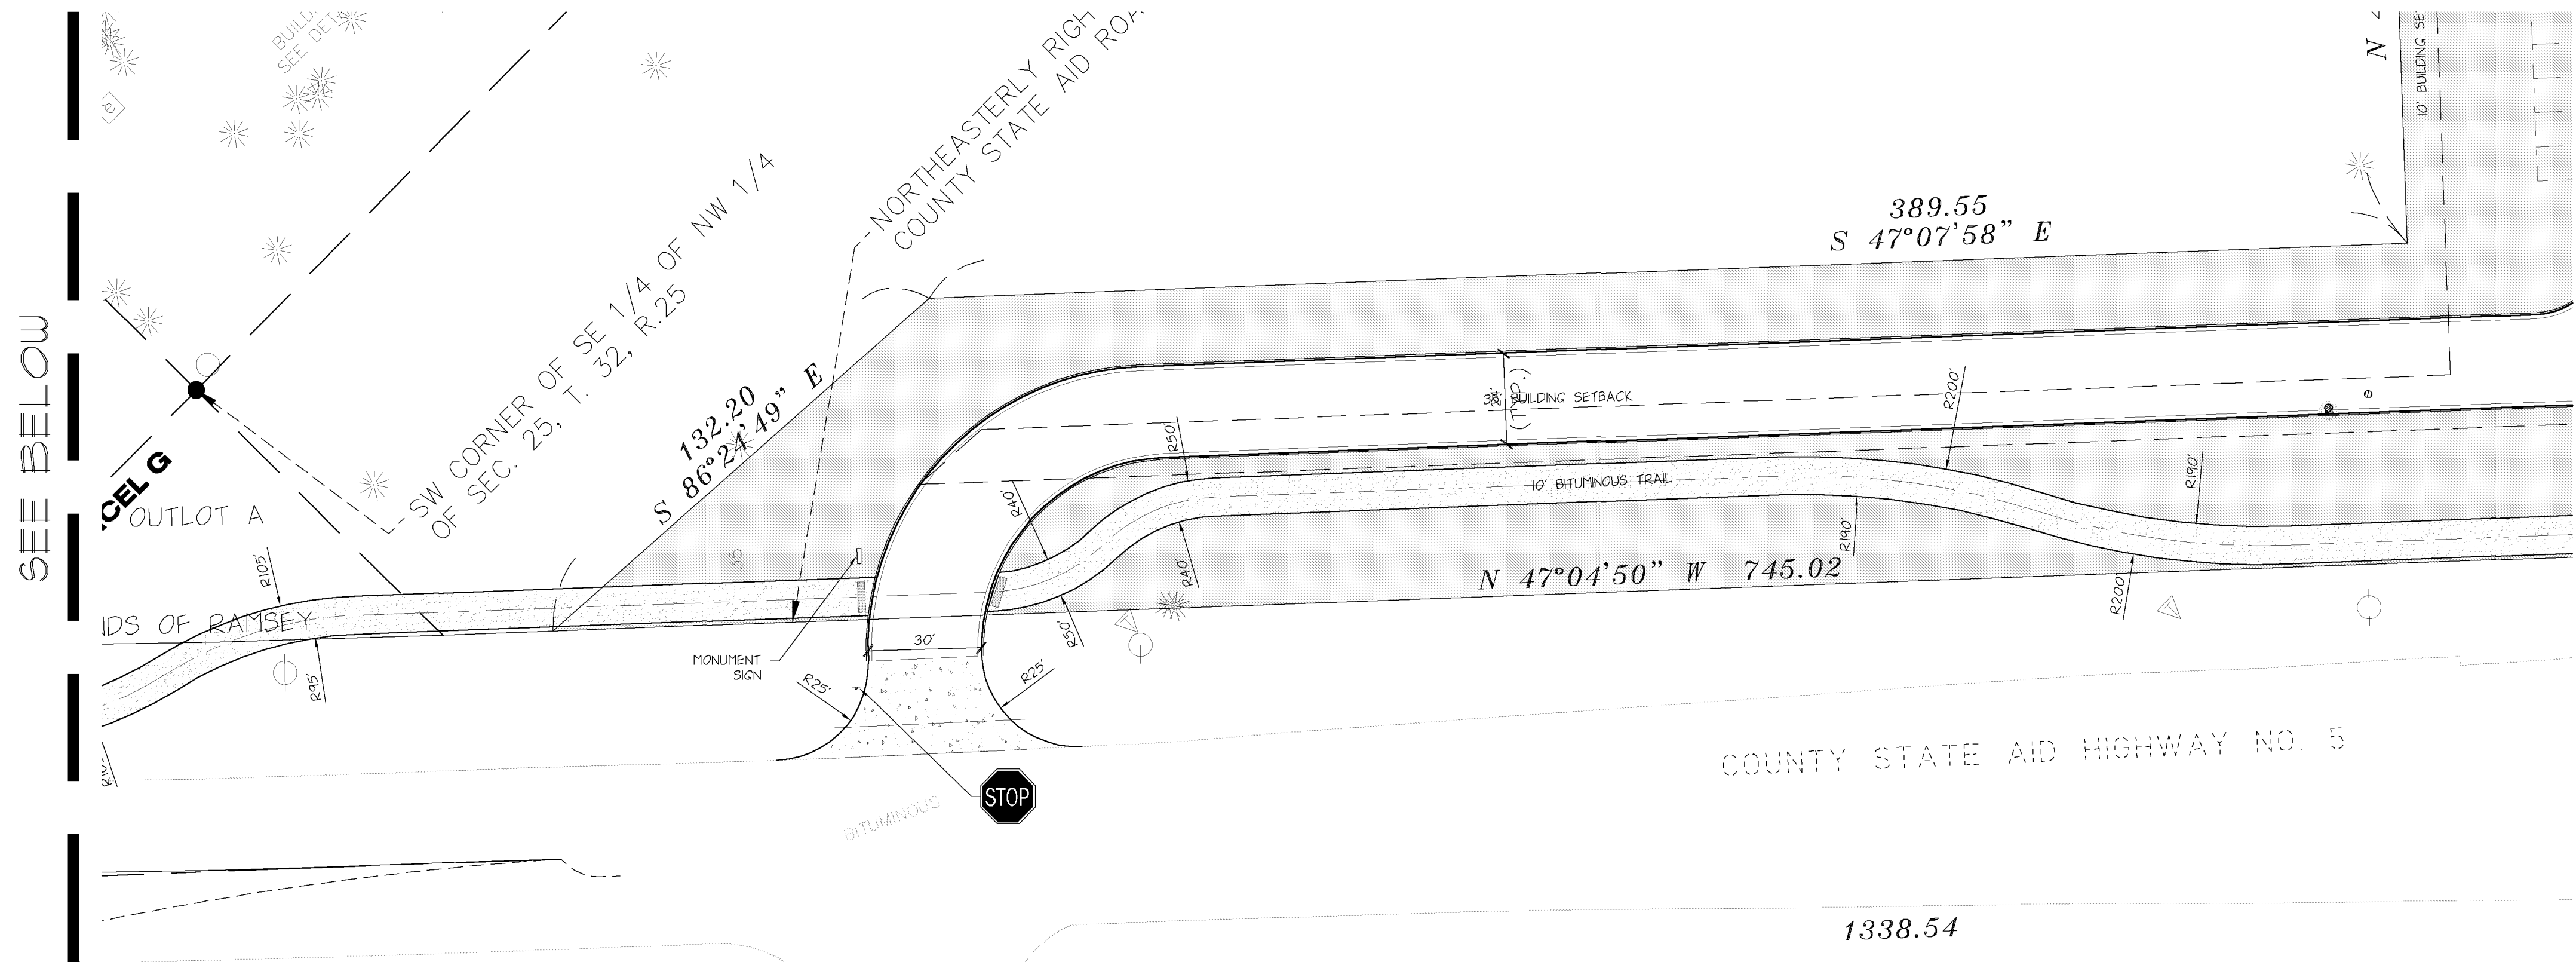 SEE BELOW
BUILD
SEE DET
e
NORTHEASTERLY RIGH
COUNTY STATE AID ROA
SW CORNER OF SE 1/4 OF NW 1/4
OF SEC. 25, T. 32, R.25
N
10' BUILDING SE
389.55
S 47°07'58" E
132.20
S 86°24'49" E
CEL G
OUTLOT A
IDS OF RAMSEY
R105'
R95'
35
MONUMENT
SIGN
30'
R25'
R25'
R40'
R50'
R50'
R40'
BUILDING SETBACK
(TYP.)
10' BITUMINOUS TRAIL
R200'
R190'
R190'
R200'
N 47°04'50" W 745.02
STOP
BITUMINOUS
COUNTY STATE AID HIGHWAY NO. 5
1338.54